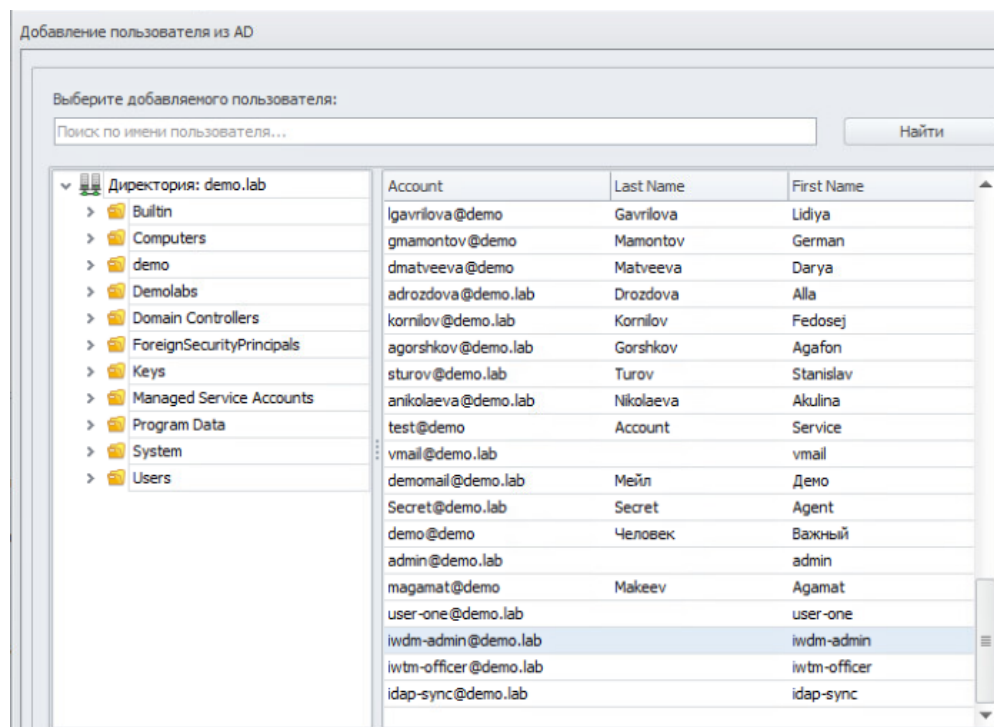 Добавление пользователя из AD
Выберите добавляемого пользователя:
Поиск по имени пользователя...
Найти
Директория: demo.lab
Builtin
Computers
demo
Demolabs
Domain Controllers
ForeignSecurityPrincipals
Keys
Managed Service Accounts
Program Data
System
Users
Account Last Name First Name
lgavrilova@demo Gavrilova Lidiya
gmamontov@demo Mamontov German
dmatveeva@demo Matveeva Darya
adrozdova@demo.lab Drozdova Alla
kornilov@demo.lab Kornilov Fedosej
agorshkov@demo.lab Gorshkov Agafon
sturov@demo.lab Turov Stanislav
anikolaeva@demo.lab Nikolaeva Akulina
test@demo Account Service
vmail@demo.lab vmail
demomail@demo.lab Мейл Демо
Secret@demo.lab Secret Agent
demo@demo Человек Важный
admin@demo.lab admin
magamat@demo Makeev Agamat
user-one@demo.lab user-one
iwdm-admin@demo.lab iwdm-admin
iwtm-officer@demo.lab iwtm-officer
idap-sync@demo.lab idap-sync